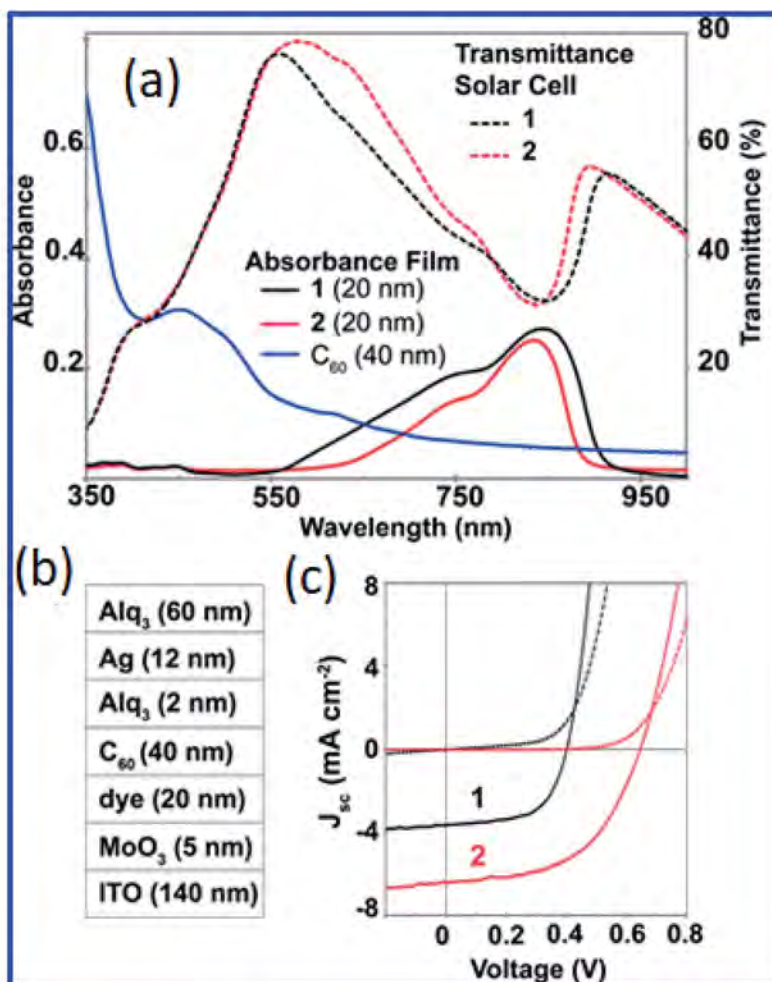 (a)
80
Transmittance
Solar Cell
1
2
0.6
60
Absorbance
Transmittance (%)
0.4
40
Absorbance Film
1 (20 nm)
2 (20 nm)
C₆₀ (40 nm)
0.2
20
350
550
750
950
Wavelength (nm)
(b)
Alq₃ (60 nm)
Ag (12 nm)
Alq₃ (2 nm)
C₆₀ (40 nm)
dye (20 nm)
MoO₃ (5 nm)
ITO (140 nm)
(c)
8
4
0
-4
-8
Jsc (mA cm⁻²)
1
2
0
0.2
0.4
0.6
0.8
Voltage (V)